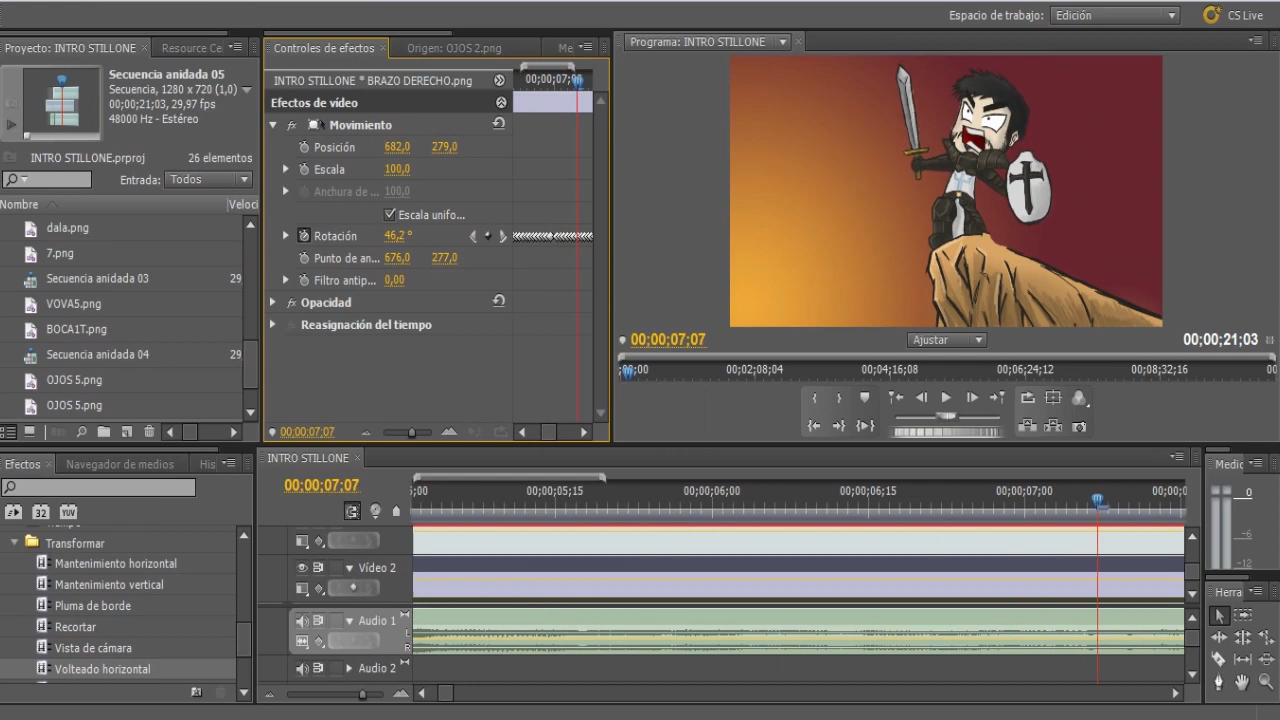 Espacio de trabajo: Edición CS Live
Proyecto: INTRO STILLONE Resource Ce
Secuencia anidada 05
Secuencia, 1280 x 720 (1,0)
00;00;21;03, 29,97 fps
48000 Hz - Estéreo
INTRO STILLONE.prproj 26 elementos
Entrada: Todos
Nombre Veloci
dala.png
7.png
Secuencia anidada 03 29
VOVA5.png
BOCA1T.png
Secuencia anidada 04 29
OJOS 5.png
OJOS 5.png
Controles de efectos Origen: OJOS 2.png Me
INTRO STILLONE * BRAZO DERECHO.png 00;00;07;00
Efectos de vídeo
fx Movimiento
Posición 682,0 279,0
Escala 100,0
Anchura de ... 100,0
Escala unifo...
Rotación 46,2 °
Punto de an... 676,0 277,0
Filtro antip... 0,00
fx Opacidad
Reasignación del tiempo
00;00;07;07
Programa: INTRO STILLONE
00;00;07;07 Ajustar 00;00;21;03
;00;00 00;02;08;04 00;04;16;08 00;06;24;12 00;08;32;16 00
Efectos Navegador de medios His
32 YUV
Transformar
Mantenimiento horizontal
Mantenimiento vertical
Pluma de borde
Recortar
Vista de cámara
Volteado horizontal
INTRO STILLONE
00;00;07;07
;00 00;00;05;15 00;00;06;00 00;00;06;15 00;00;07;00 00;00;0
Vídeo 2
Audio 1
L
R
Audio 2
Medic
0
-6
-12
Herra